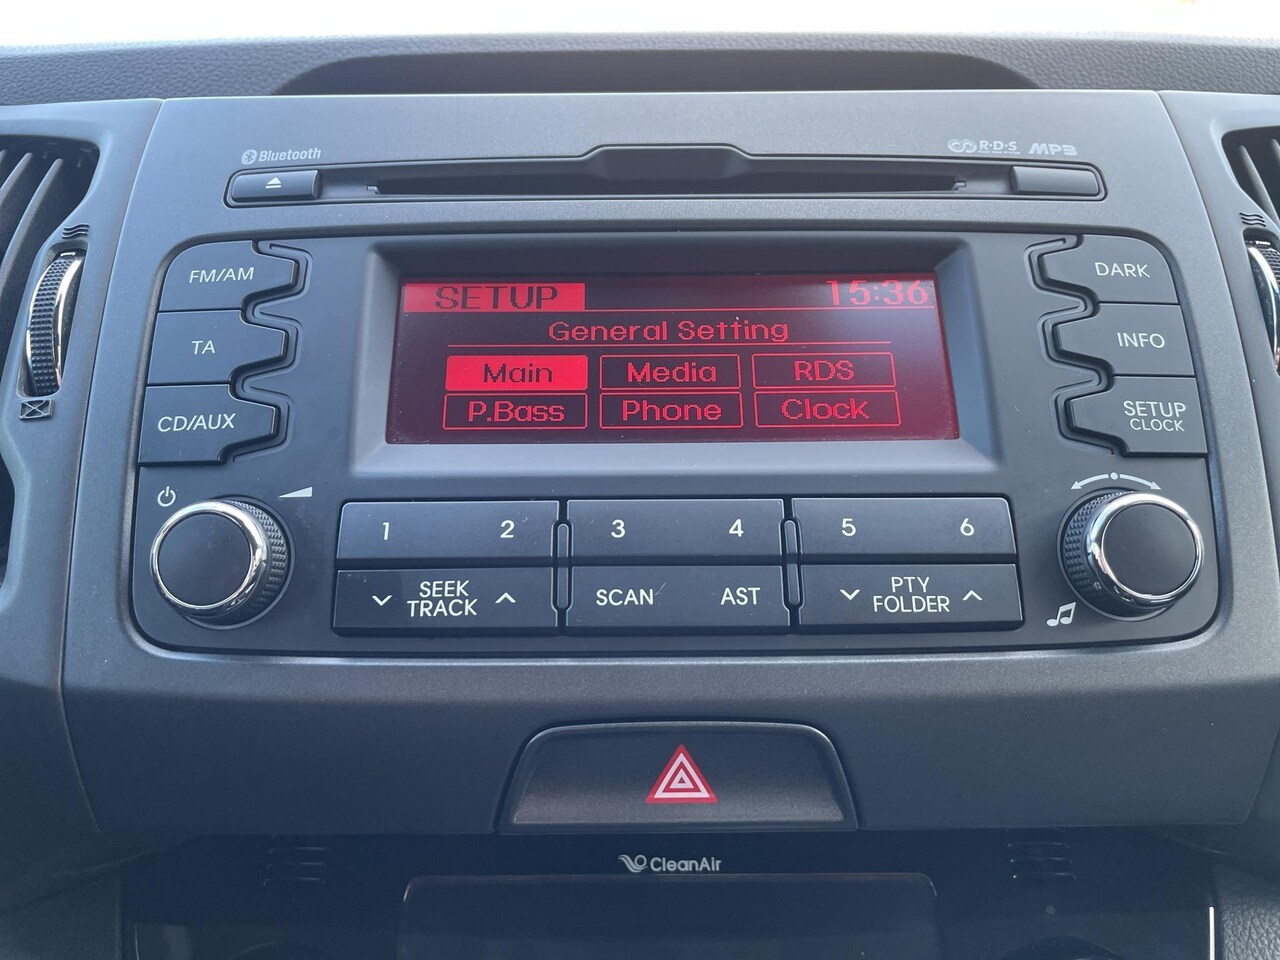 Bluetooth
R·D·S MP3
FM/AM
TA
CD/AUX
SETUP 15:36
General Setting
Main Media RDS
P.Bass Phone Clock
DARK
INFO
SETUP
CLOCK
1 2 3 4 5 6
SEEK
TRACK
SCAN AST
PTY
FOLDER
CleanAir